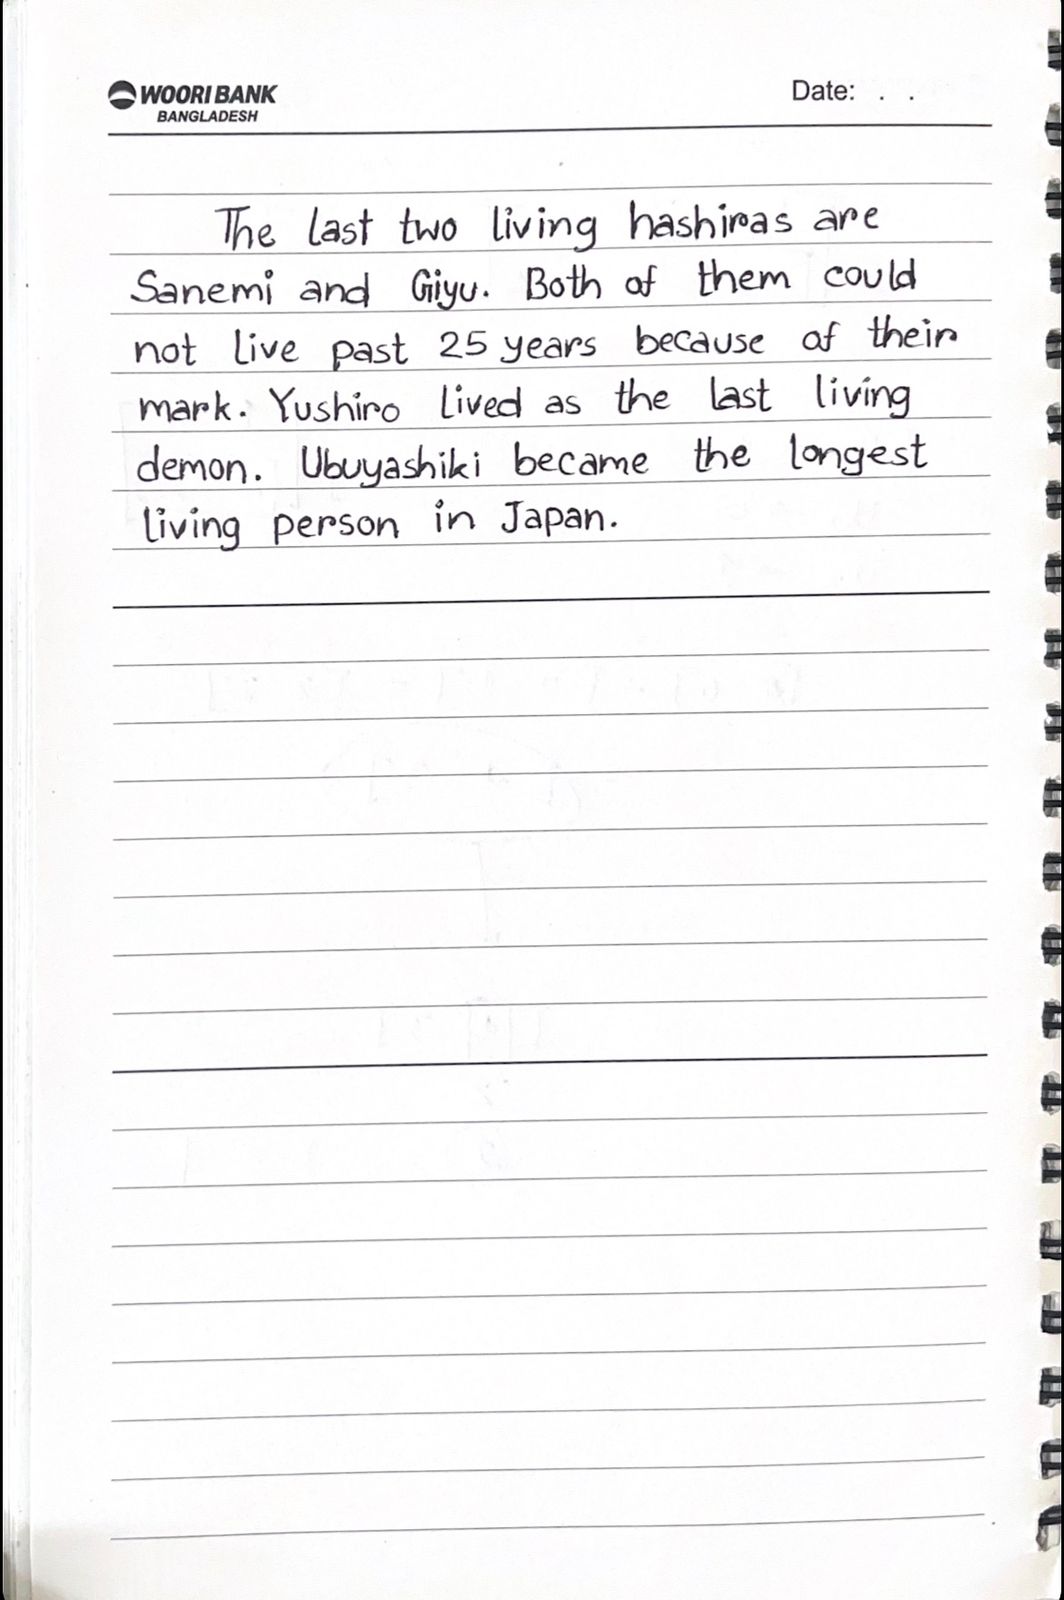 WOORI BANK
BANGLADESH
Date: . .
The last two living hashiras are
Sanemi and Giyu. Both of them could
not live past 25 years because of their
mark. Yushiro lived as the last living
demon. Ubuyashiki became the longest
living person in Japan.